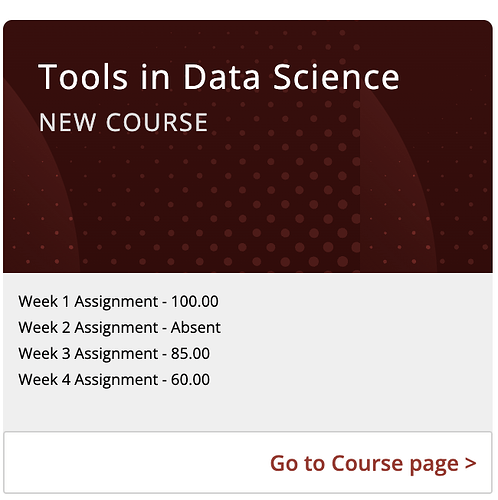 Tools in Data Science
NEW COURSE
Week 1 Assignment - 100.00
Week 2 Assignment - Absent
Week 3 Assignment - 85.00
Week 4 Assignment - 60.00
Go to Course page >